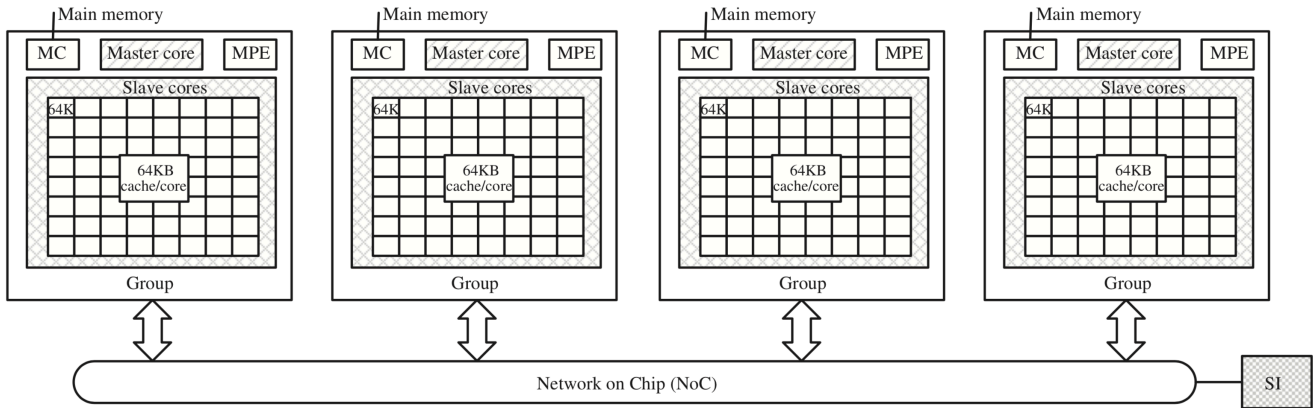 Main memory
MC
Master core
MPE
Slave cores
64K
64KB
cache/core
Group
Main memory
MC
Master core
MPE
Slave cores
64K
64KB
cache/core
Group
Main memory
MC
Master core
MPE
Slave cores
64K
64KB
cache/core
Group
Main memory
MC
Master core
MPE
Slave cores
64K
64KB
cache/core
Group
Network on Chip (NoC)
SI